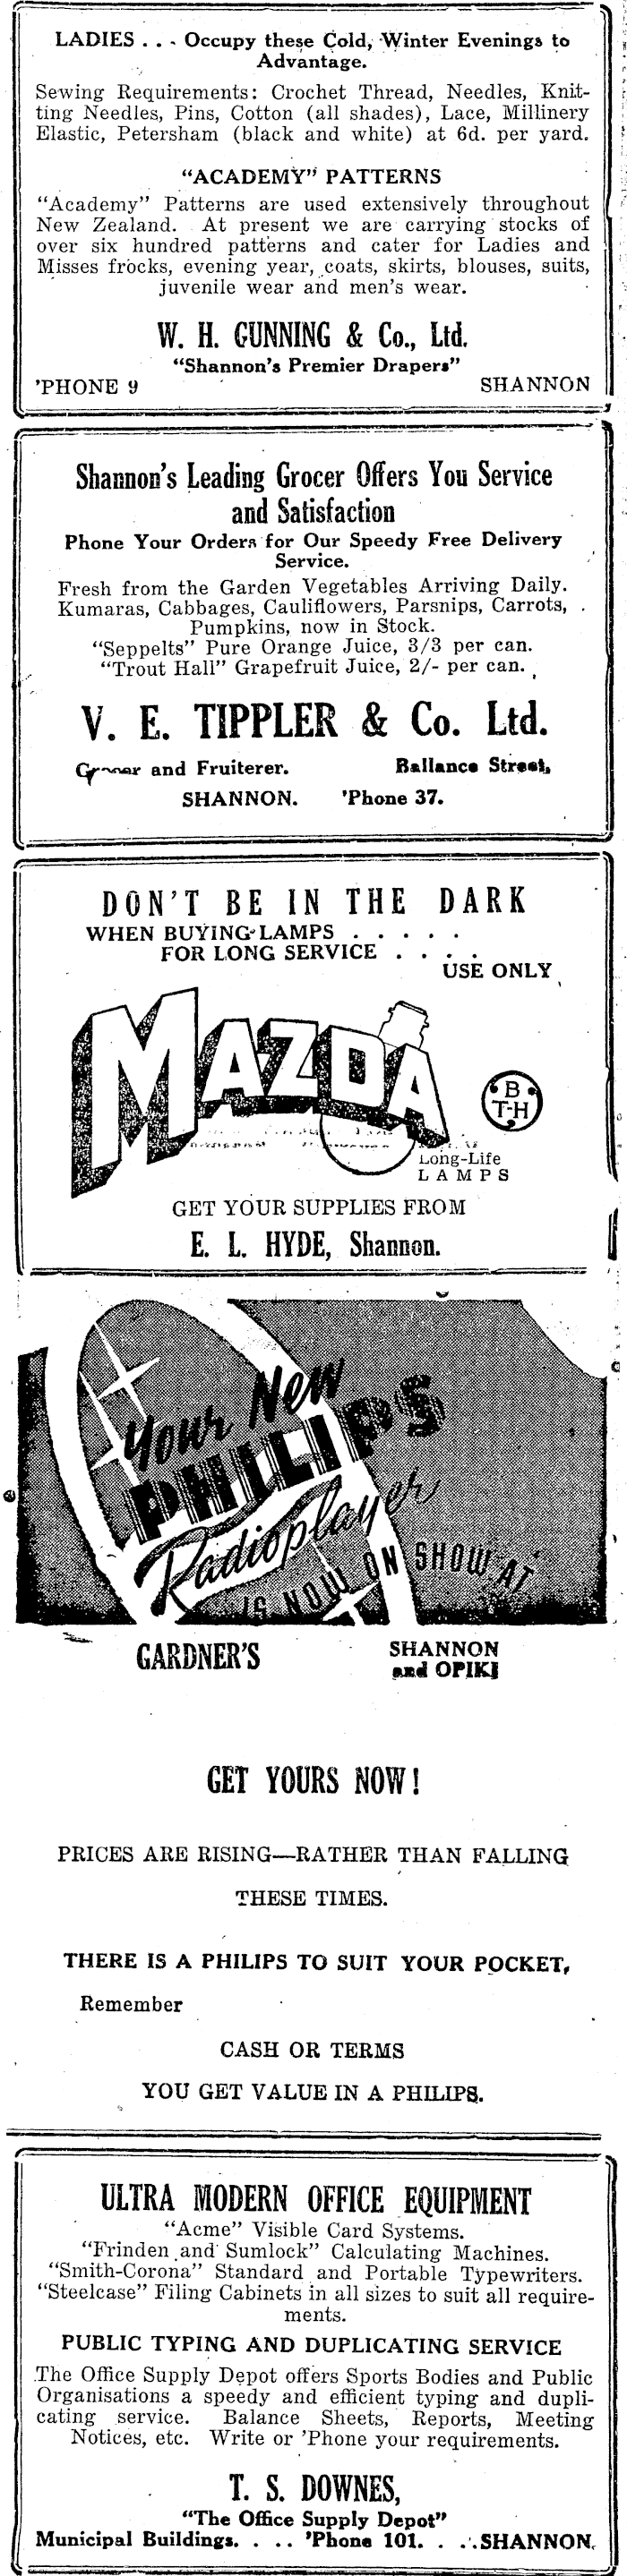 LADIES . . . Occupy these Cold, Winter Evenings to
Advantage.
Sewing Requirements: Crochet Thread, Needles, Knit-
ting Needles, Pins, Cotton (all shades), Lace, Millinery
Elastic, Petersham (black and white) at 6d. per yard.
"ACADEMY" PATTERNS
"Academy" Patterns are used extensively throughout
New Zealand. At present we are carrying stocks of
over six hundred patterns and cater for Ladies and
Misses frocks, evening year, coats, skirts, blouses, suits,
juvenile wear and men's wear.
W. H. GUNNING & Co., Ltd.
"Shannon's Premier Drapers"
'PHONE 9 SHANNON
Shannon's Leading Grocer Offers You Service
and Satisfaction
Phone Your Orders for Our Speedy Free Delivery
Service.
Fresh from the Garden Vegetables Arriving Daily.
Kumaras, Cabbages, Cauliflowers, Parsnips, Carrots,
Pumpkins, now in Stock.
"Seppelts" Pure Orange Juice, 3/3 per can.
"Trout Hall" Grapefruit Juice, 2/- per can.
V. E. TIPPLER & Co. Ltd.
Grocer and Fruiterer. Ballance Street,
SHANNON. 'Phone 37.
DON'T BE IN THE DARK
WHEN BUYING LAMPS . . . . .
FOR LONG SERVICE . . . .
USE ONLY
MAZDA
B
T-H
Long-Life
LAMPS
GET YOUR SUPPLIES FROM
E. L. HYDE, Shannon.
Your New
PHILIPS
Radioplayer
IS NOW ON SHOW AT
GARDNER'S SHANNON
and OPIKI
GET YOURS NOW!
PRICES ARE RISING—RATHER THAN FALLING
THESE TIMES.
THERE IS A PHILIPS TO SUIT YOUR POCKET,
Remember
CASH OR TERMS
YOU GET VALUE IN A PHILIPS.
ULTRA MODERN OFFICE EQUIPMENT
"Acme" Visible Card Systems.
"Frinden and Sumlock" Calculating Machines.
"Smith-Corona" Standard and Portable Typewriters.
"Steelcase" Filing Cabinets in all sizes to suit all require-
ments.
PUBLIC TYPING AND DUPLICATING SERVICE
The Office Supply Depot offers Sports Bodies and Public
Organisations a speedy and efficient typing and dupli-
cating service. Balance Sheets, Reports, Meeting
Notices, etc. Write or 'Phone your requirements.
T. S. DOWNES,
"The Office Supply Depot"
Municipal Buildings. . . . 'Phone 101. . . . SHANNON.